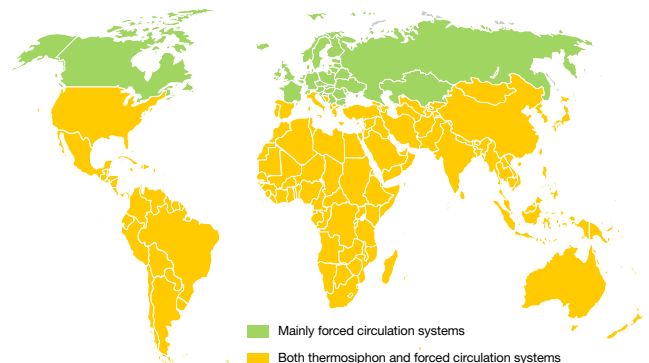 Mainly forced circulation systems
Both thermosiphon and forced circulation systems